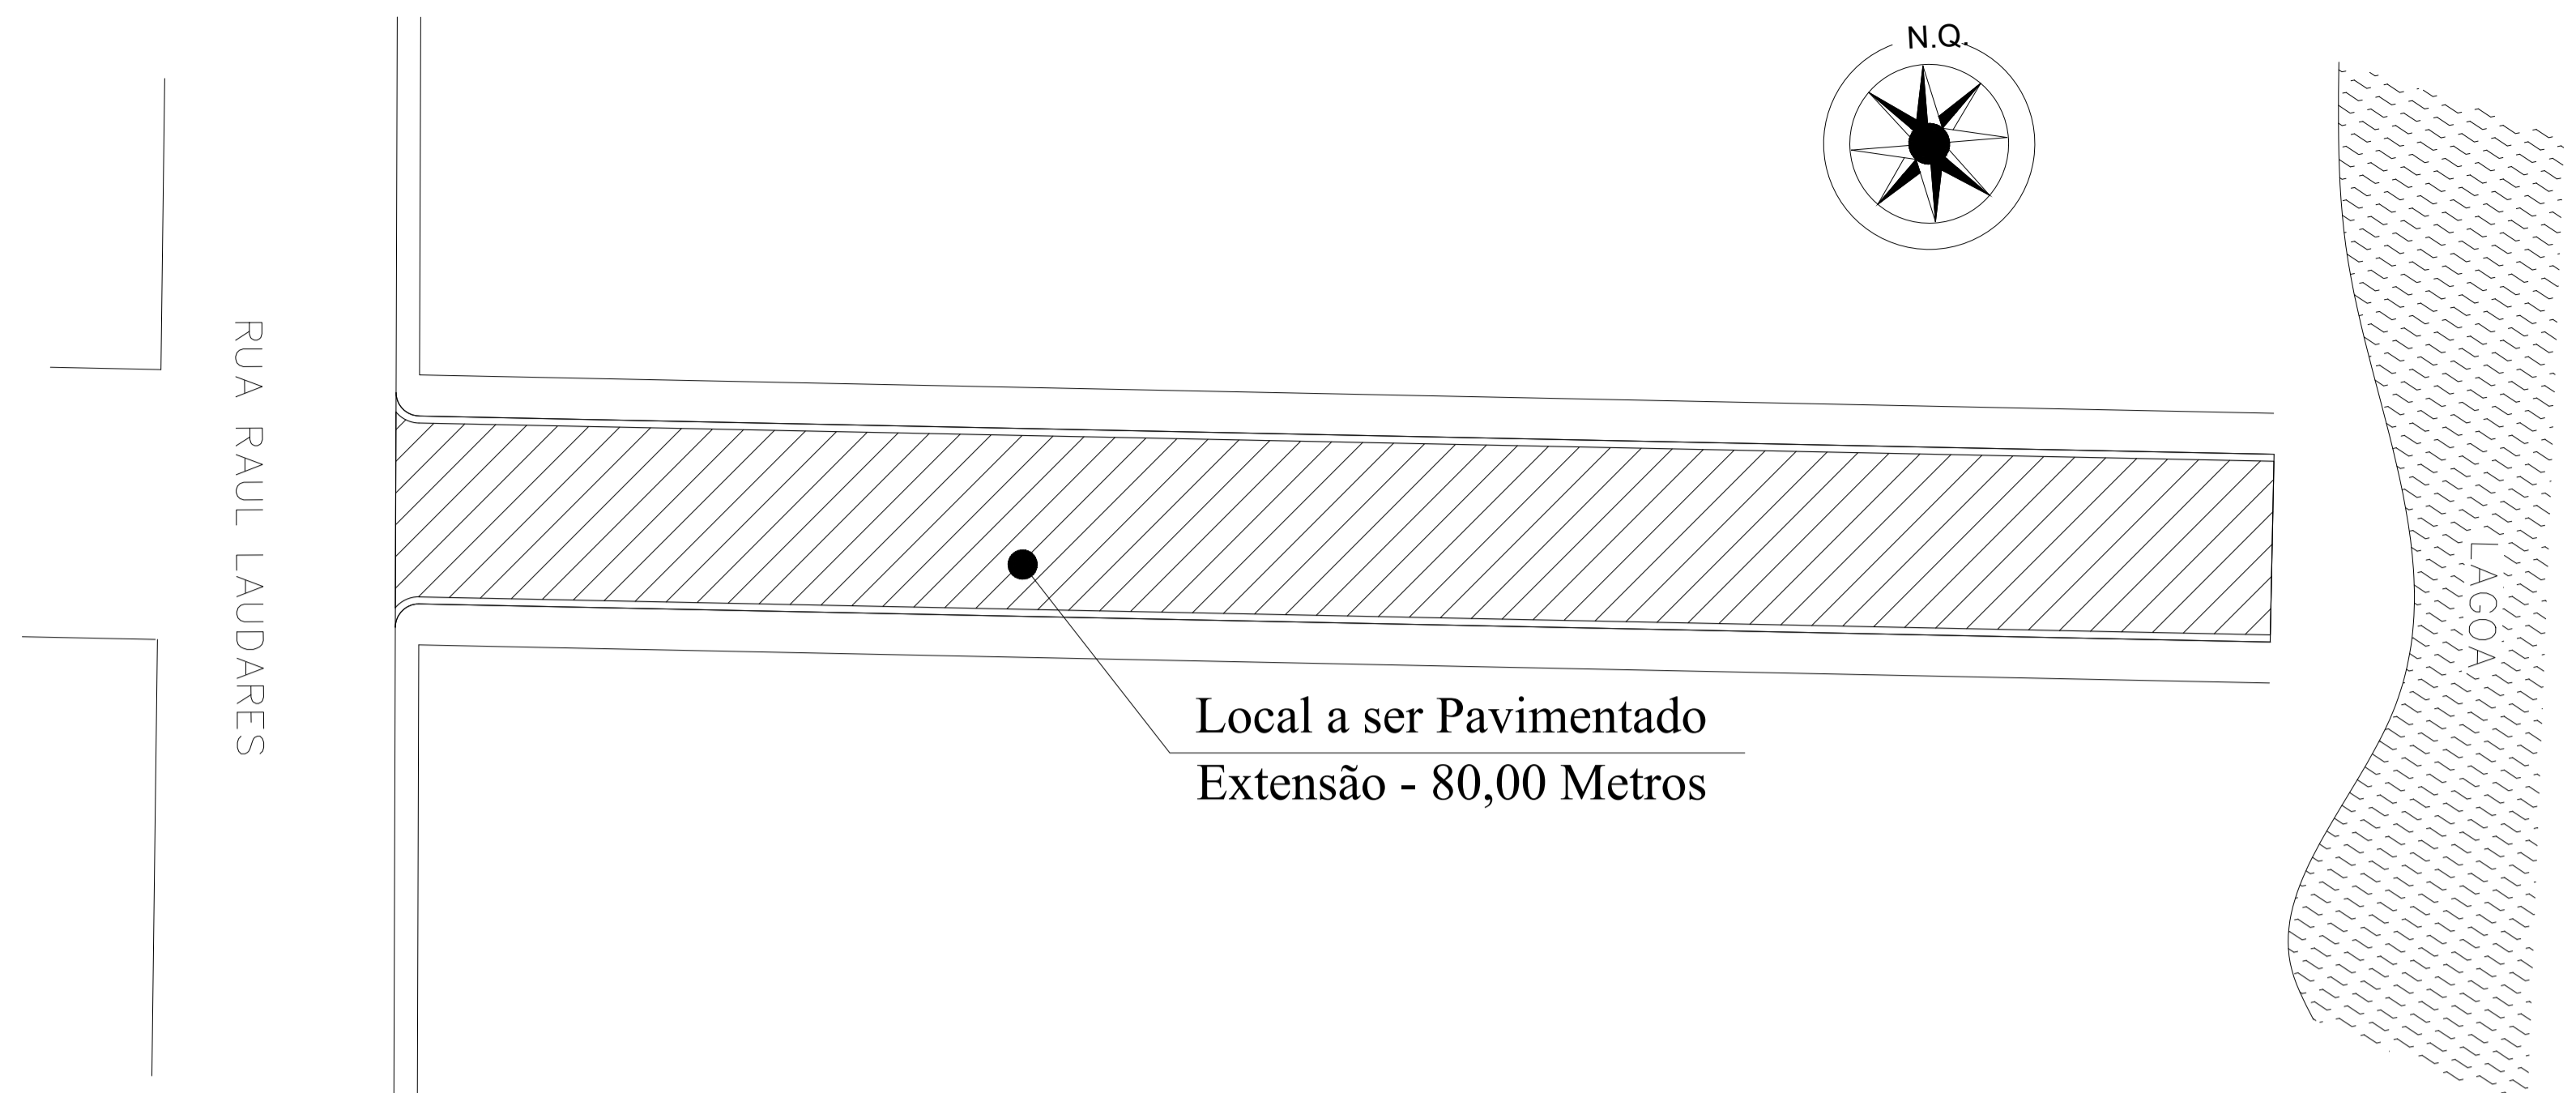 N.Q.
RUA RAUL LAUDARES
LAGOA
Local a ser Pavimentado
Extensão - 80,00 Metros